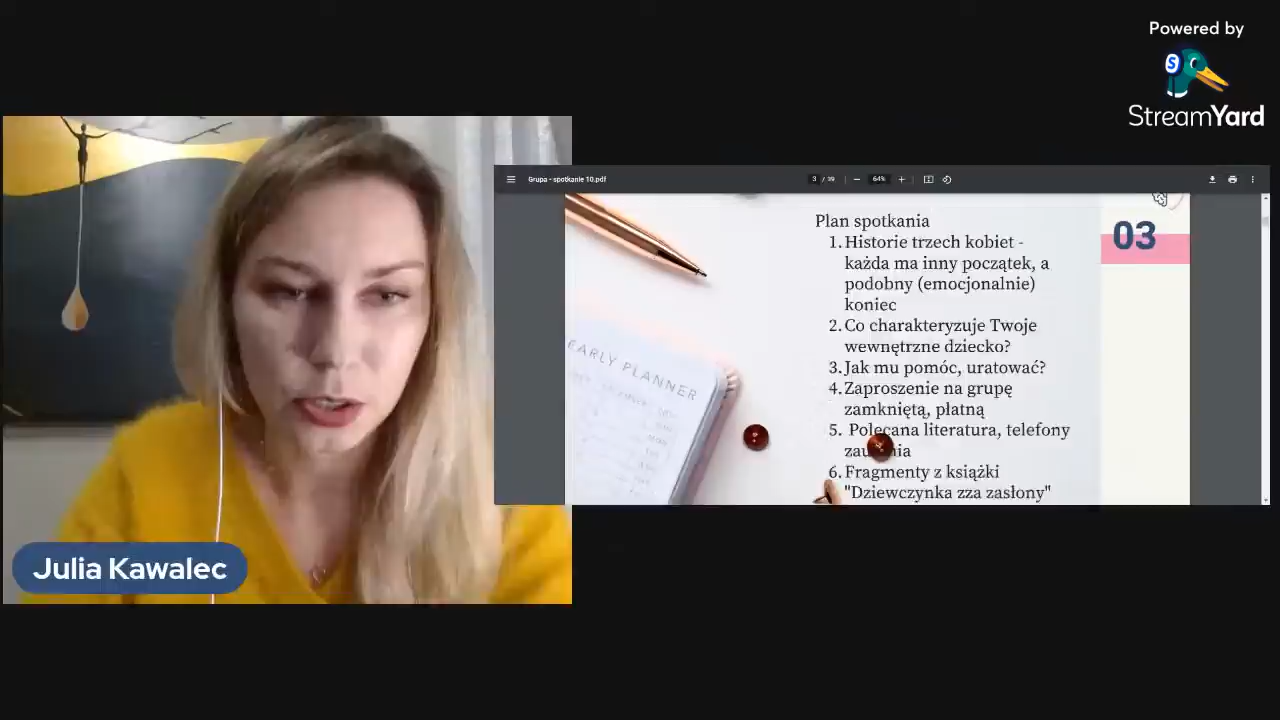 Powered by
StreamYard
Grupa - spotkanie 10.pdf
3 / 39
64%
03
Plan spotkania
1. Historie trzech kobiet -
każda ma inny początek, a
podobny (emocjonalnie)
koniec
2. Co charakteryzuje Twoje
wewnętrzne dziecko?
3. Jak mu pomóc, uratować?
4. Zaproszenie na grupę
zamkniętą, płatną
5. Polecana literatura, telefony
6. Fragmenty z książki
"Dziewczynka zza zasłony"
EARLY PLANNER
Julia Kawalec